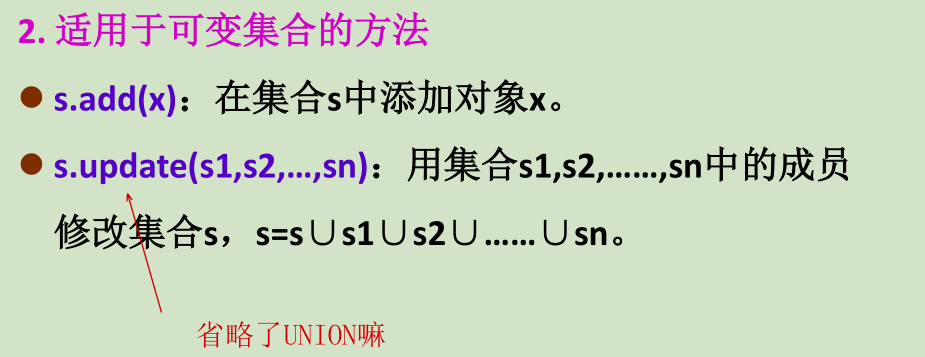 2. 适用于可变集合的方法
● s.add(x)：在集合s中添加对象x。
● s.update(s1,s2,…,sn)：用集合s1,s2,……,sn中的成员
修改集合s，s=s∪s1∪s2∪……∪sn。
省略了UNION嘛